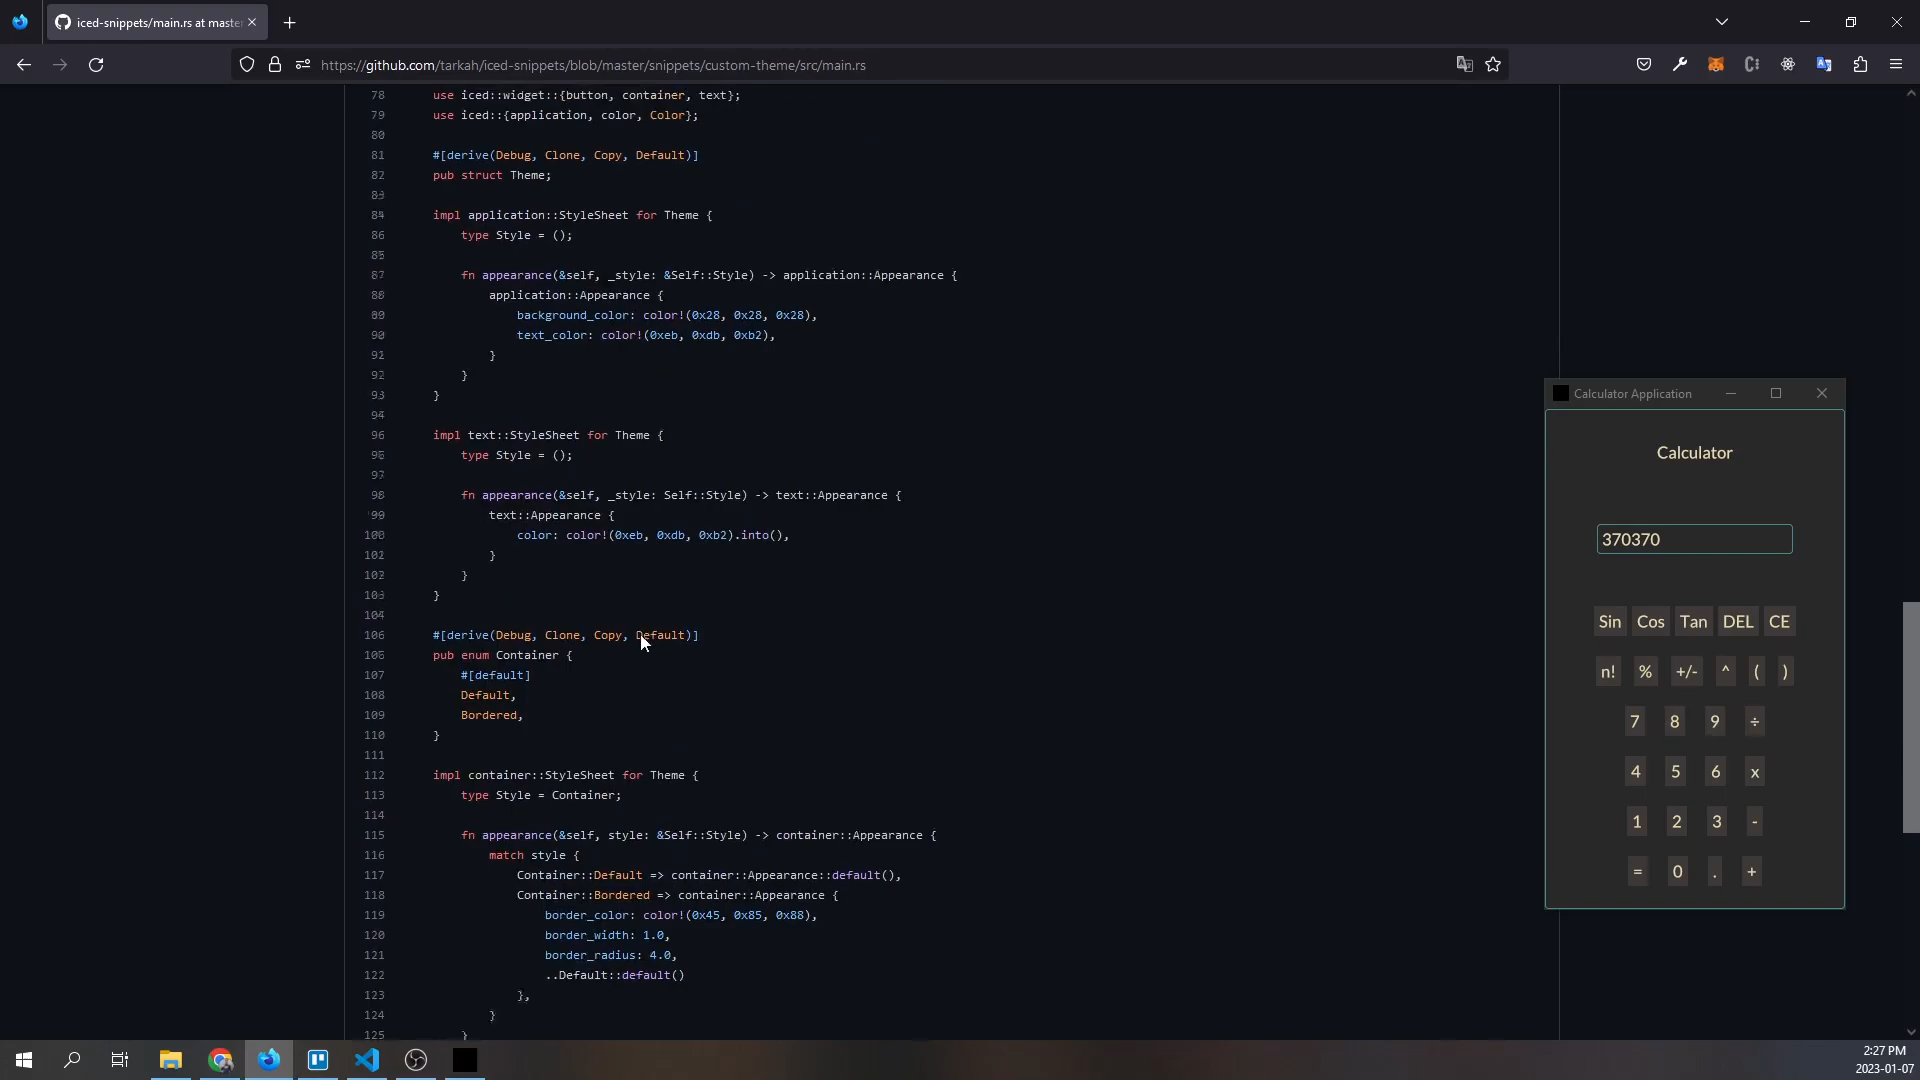 iced-snippets/main.rs at master
https://github.com/tarkah/iced-snippets/blob/master/snippets/custom-theme/src/main.rs
78 use iced::widget::{button, container, text};
79 use iced::{application, color, Color};
80
81 #[derive(Debug, Clone, Copy, Default)]
82 pub struct Theme;
83
84 impl application::StyleSheet for Theme {
86 type Style = ();
85
87 fn appearance(&self, _style: &Self::Style) -> application::Appearance {
88 application::Appearance {
89 background_color: color!(0x28, 0x28, 0x28),
90 text_color: color!(0xeb, 0xdb, 0xb2),
92 }
92 }
93 }
94
96 impl text::StyleSheet for Theme {
type Style = ();
97
98 fn appearance(&self, _style: Self::Style) -> text::Appearance {
99 text::Appearance {
100 color: color!(0xeb, 0xdb, 0xb2).into(),
102 }
102 }
103 }
104
106 #[derive(Debug, Clone, Copy, Default)]
pub enum Container {
107 #[default]
108 Default,
109 Bordered,
110 }
111
112 impl container::StyleSheet for Theme {
113 type Style = Container;
114
115 fn appearance(&self, style: &Self::Style) -> container::Appearance {
116 match style {
117 Container::Default => container::Appearance::default(),
118 Container::Bordered => container::Appearance {
119 border_color: color!(0x45, 0x85, 0x88),
120 border_width: 1.0,
121 border_radius: 4.0,
122 ..Default::default()
123 },
124 }
125 }
Calculator Application
Calculator
370370
Sin Cos Tan DEL CE
n! % +/- ^ ( )
7 8 9 ÷
4 5 6 x
1 2 3 -
= 0 . +
2:27 PM
2023-01-07